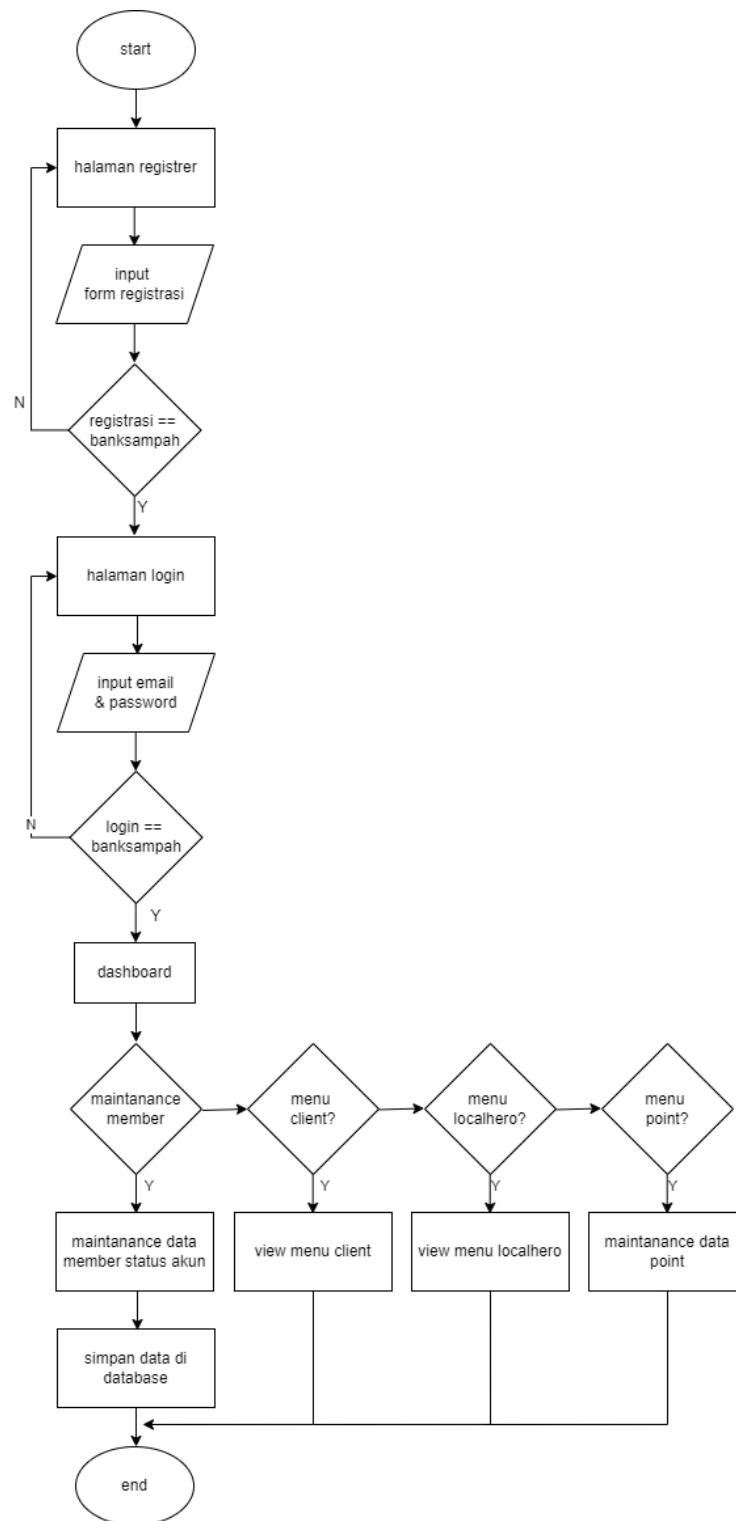 start
halaman registrer
input
form registrasi
registrasi ==
banksampah
N
Y
halaman login
input email
& password
login ==
banksampah
N
Y
dashboard
maintanance
member
menu
client?
menu
localhero?
menu
point?
Y
Y
Y
Y
maintanance data
member status akun
view menu client
view menu localhero
maintanance data
point
simpan data di
database
end